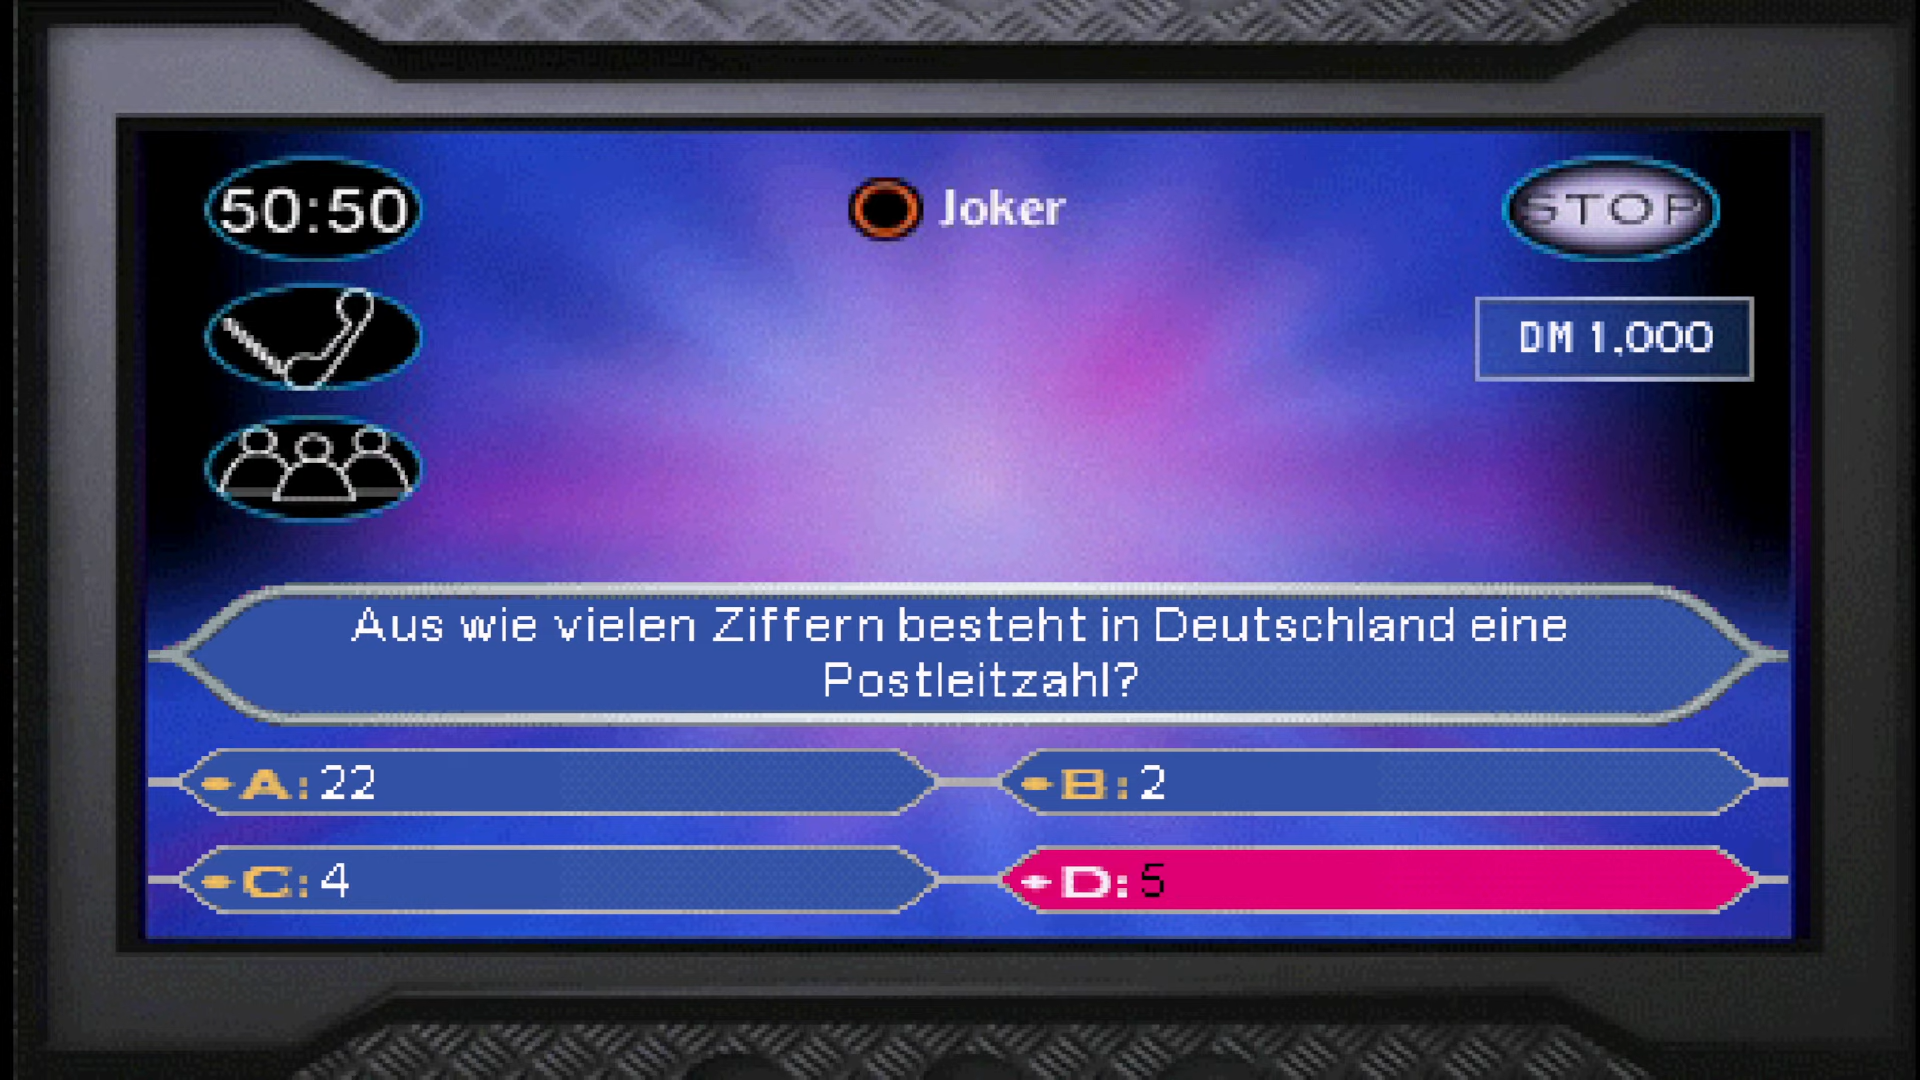 50:50
Joker
STOP
DM 1,000
Aus wie vielen Ziffern besteht in Deutschland eine
Postleitzahl?
A: 22
B: 2
C: 4
D: 5